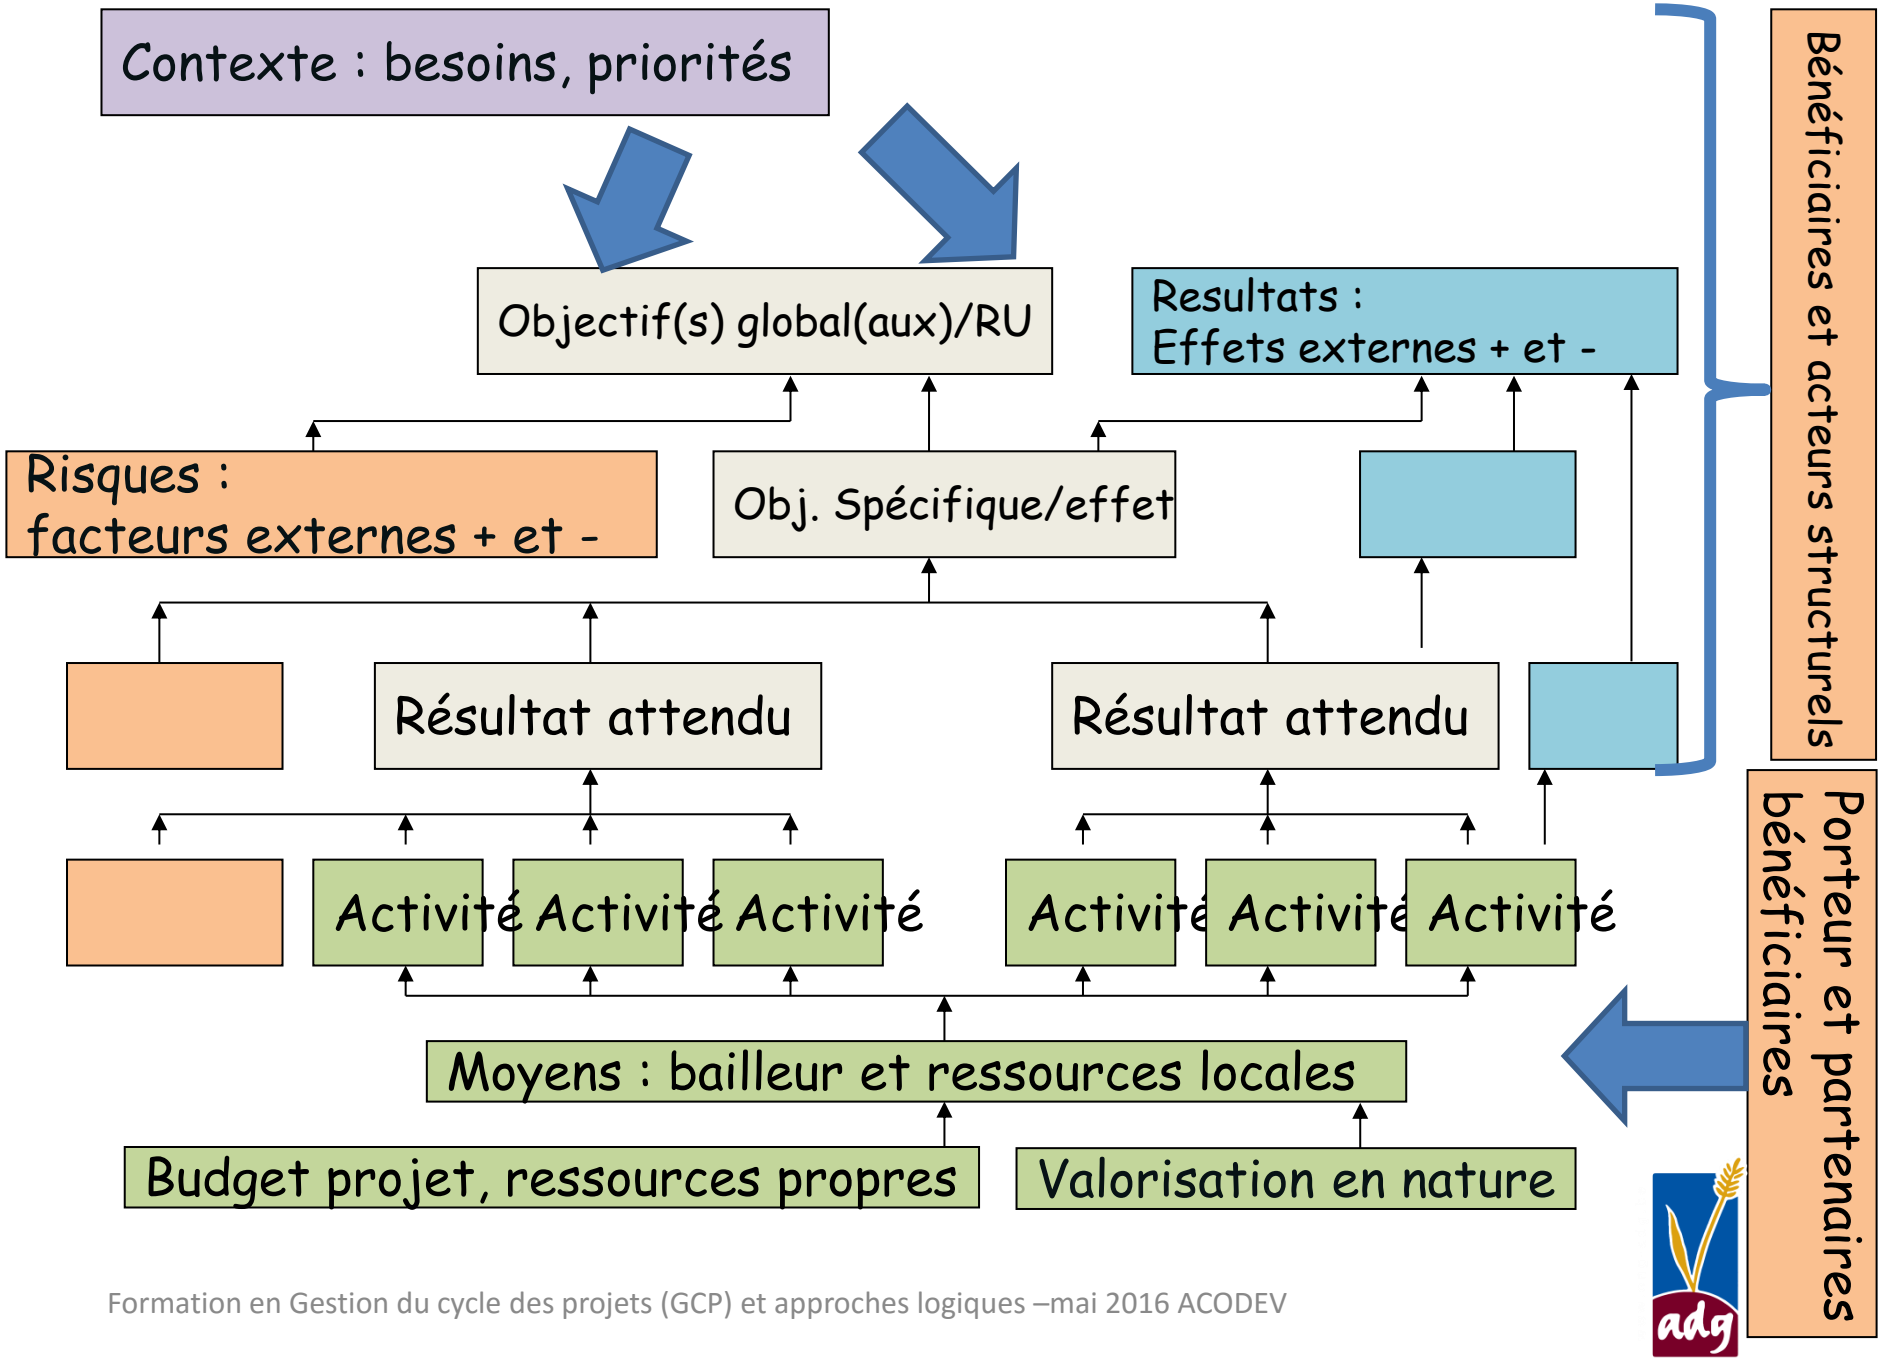 Contexte : besoins, priorités
Objectif(s) global(aux)/RU
Resultats :
Effets externes + et -
Risques :
facteurs externes + et -
Obj. Spécifique/effet
Résultat attendu
Résultat attendu
Activité
Activité
Activité
Activité
Activité
Activité
Moyens : bailleur et ressources locales
Budget projet, ressources propres
Valorisation en nature
Bénéficiaires et acteurs structurels
Porteur et partenaires
bénéficiaires
Formation en Gestion du cycle des projets (GCP) et approches logiques –mai 2016 ACODEV
adg